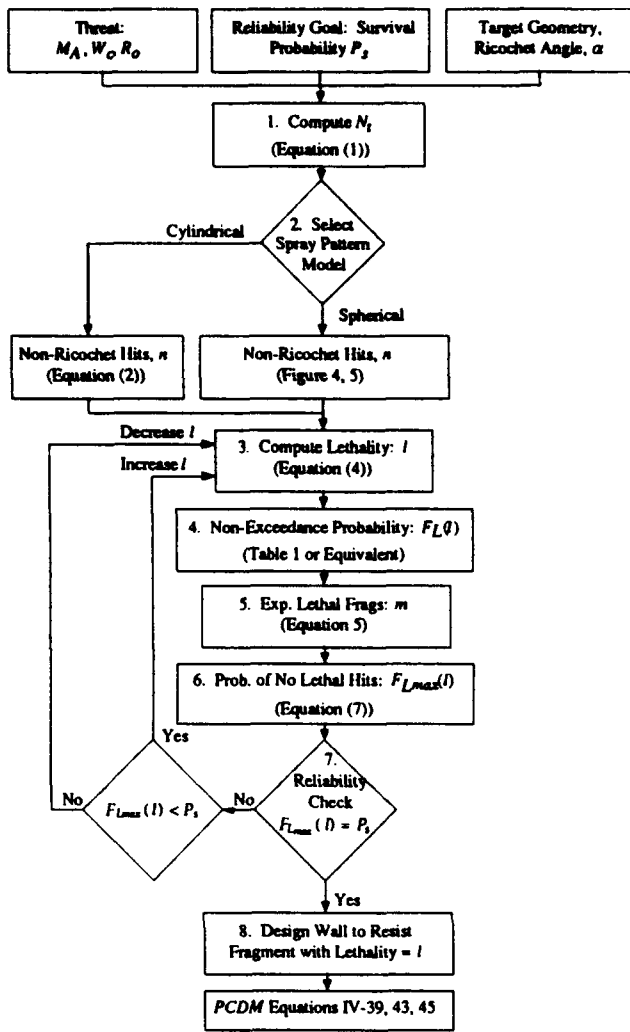 Threat:
M_A, W_c R_o
Reliability Goal: Survival
Probability P_s
Target Geometry,
Ricochet Angle, α
1. Compute N_t
(Equation (1))
2. Select
Spray Pattern
Model
Cylindrical
Spherical
Non-Ricochet Hits, n
(Equation (2))
Non-Ricochet Hits, n
(Figure 4, 5)
Decrease l
Increase l
3. Compute Lethality: l
(Equation (4))
4. Non-Exceedance Probability: F_L(l)
(Table 1 or Equivalent)
5. Exp. Lethal Frags: m
(Equation 5)
6. Prob. of No Lethal Hits: F_Lmax(l)
(Equation (7))
7.
Reliability
Check
F_Lmax (l) = P_s
No
F_Lmax (l) < P_s
Yes
No
Yes
8. Design Wall to Resist
Fragment with Lethality = l
PCDM Equations IV-39, 43, 45